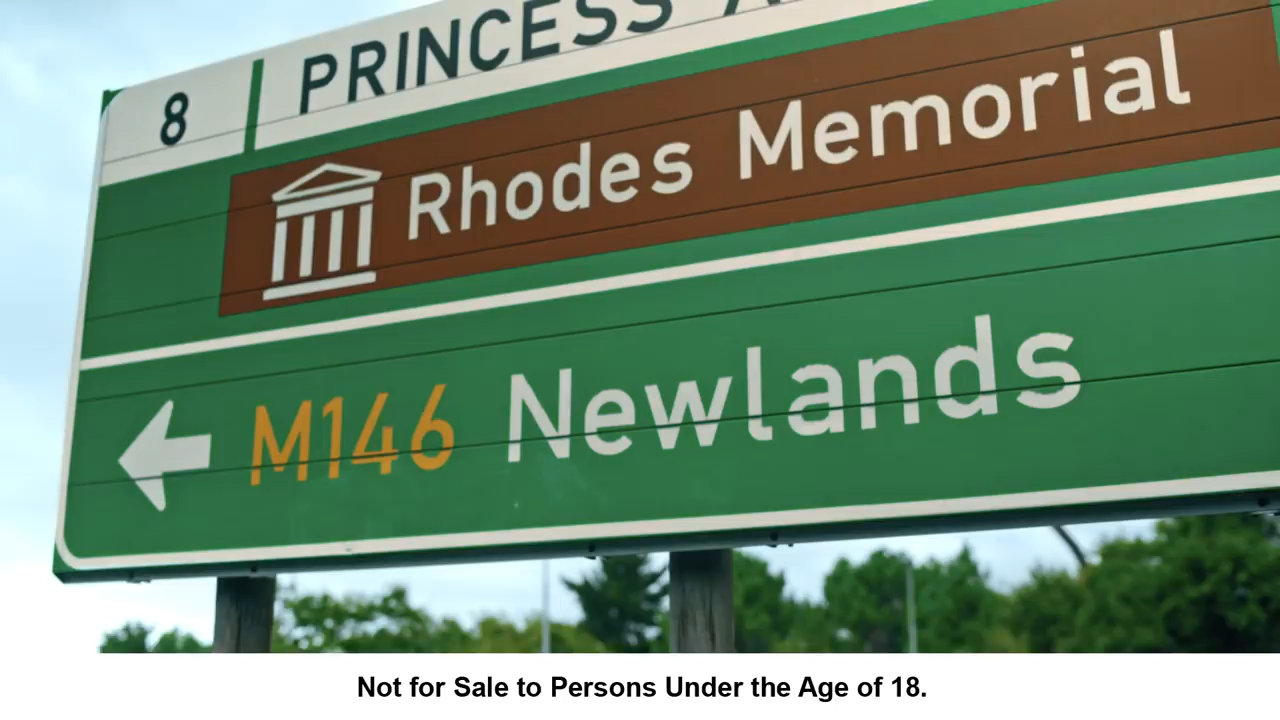 8 PRINCESS
Rhodes Memorial
M146 Newlands
Not for Sale to Persons Under the Age of 18.